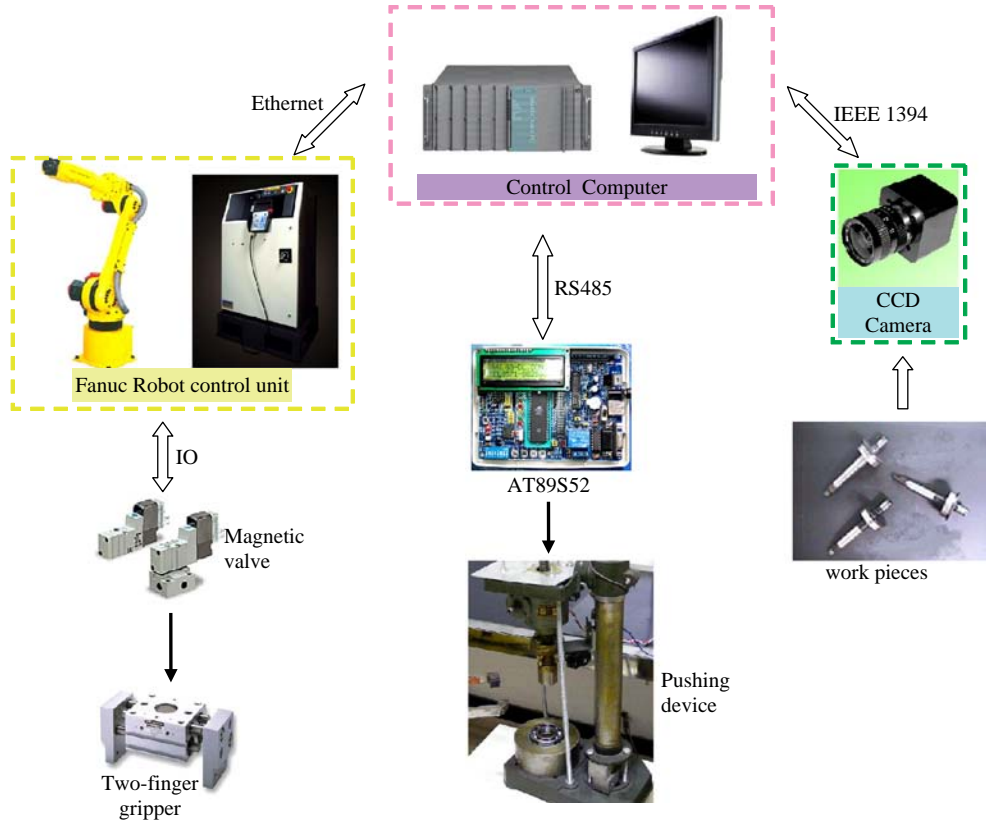 Ethernet
IEEE 1394
Control Computer
RS485
CCD
Camera
Fanuc Robot control unit
IO
AT89S52
Magnetic
valve
work pieces
Pushing
device
Two-finger
gripper